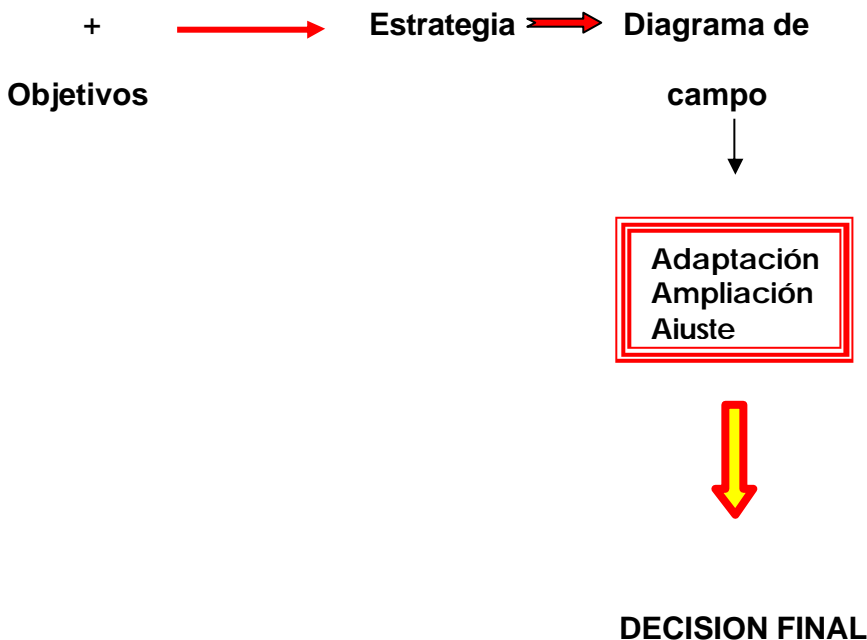 + Estrategia Diagrama de
Objetivos campo
Adaptación
Ampliación
Aiuste
DECISION FINAL